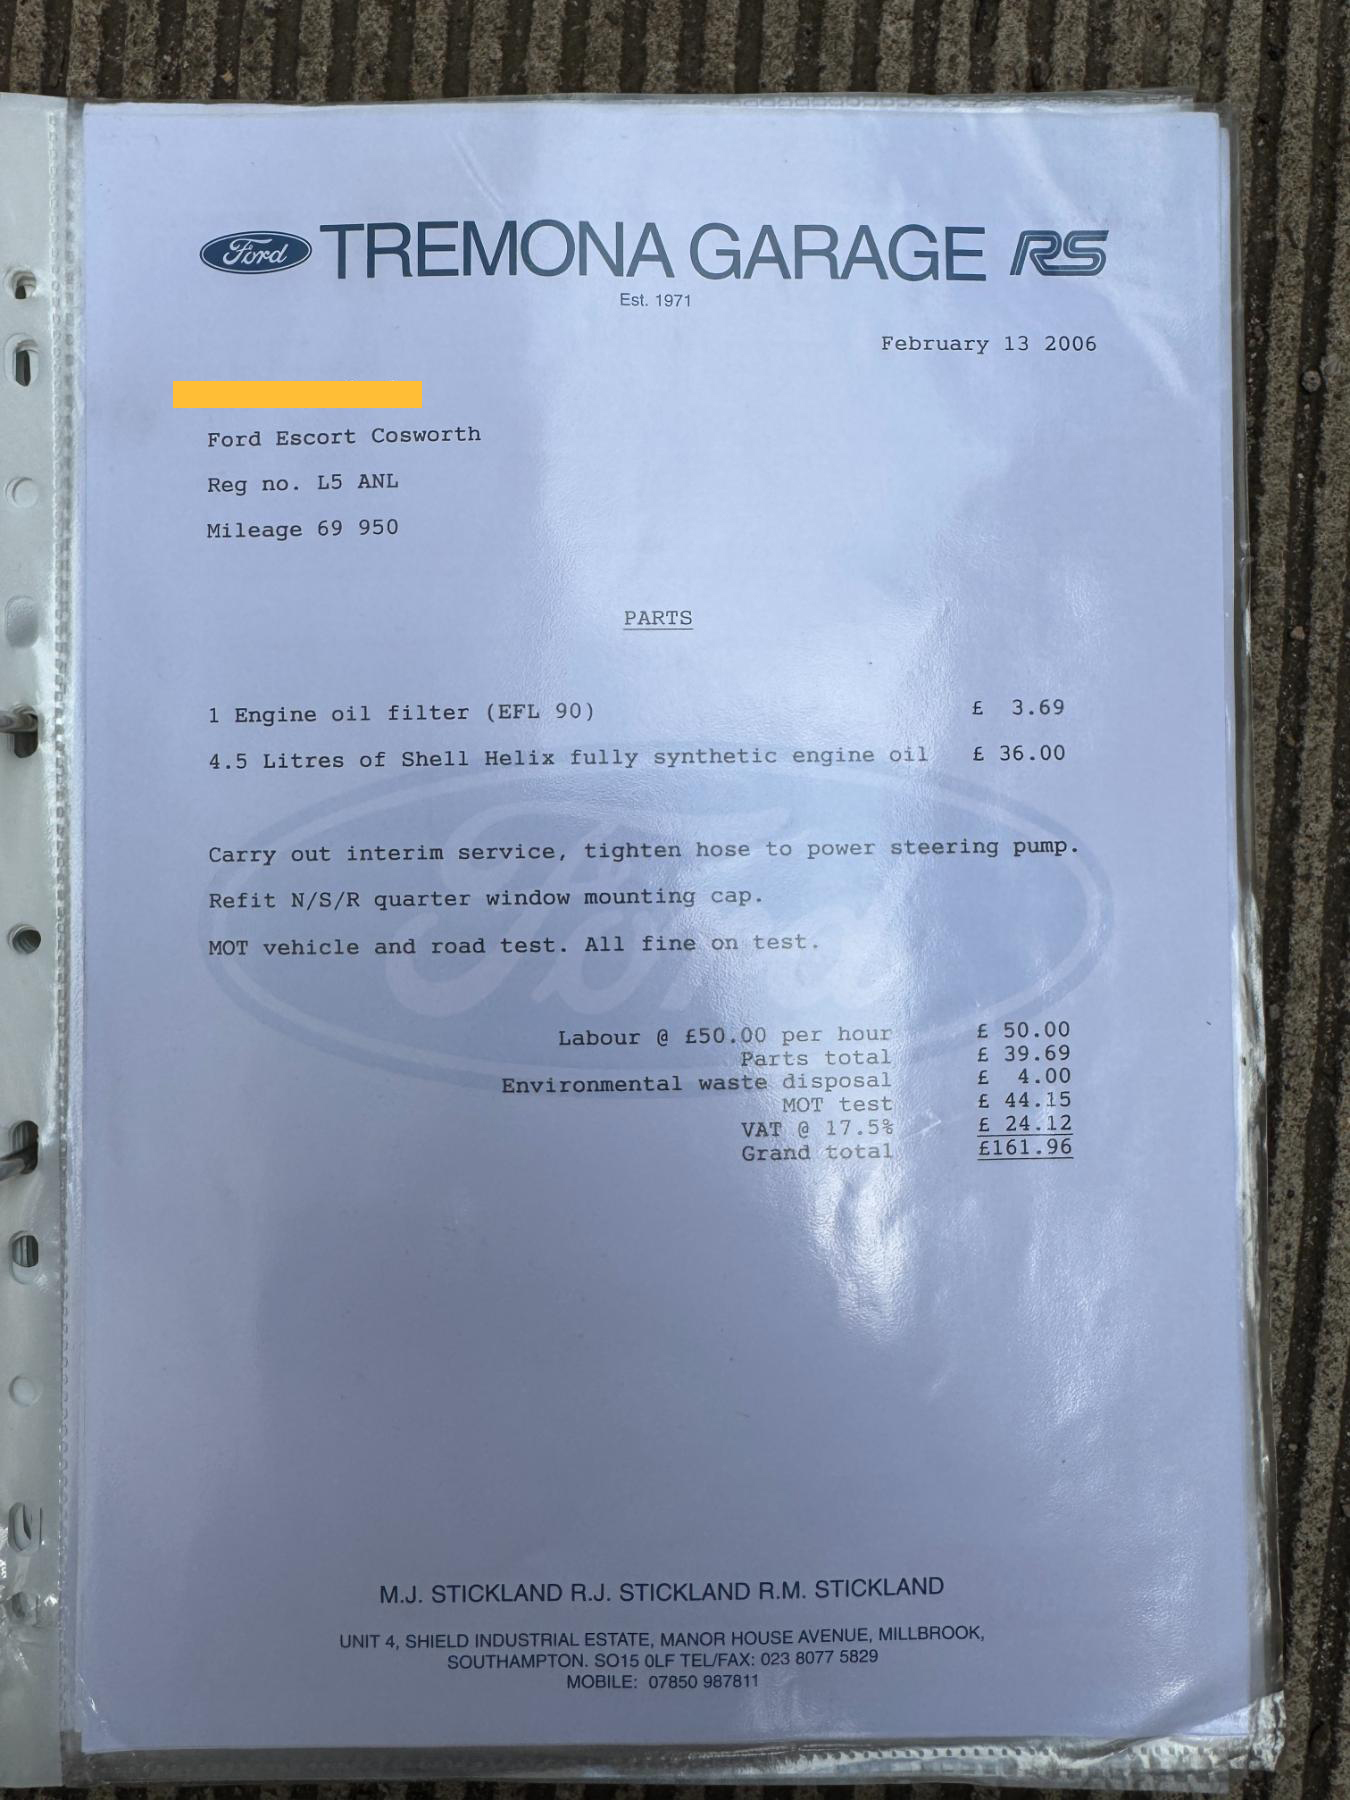 Ford TREMONA GARAGE RS
Est. 1971
February 13 2006
Ford Escort Cosworth
Reg no. L5 ANL
Mileage 69 950
PARTS
1 Engine oil filter (EFL 90) £ 3.69
4.5 Litres of Shell Helix fully synthetic engine oil £ 36.00
Carry out interim service, tighten hose to power steering pump.
Refit N/S/R quarter window mounting cap.
MOT vehicle and road test. All fine on test.
Ford
Labour @ £50.00 per hour £ 50.00
Parts total £ 39.69
Environmental waste disposal £ 4.00
MOT test £ 44.15
VAT @ 17.5% £ 24.12
Grand total £161.96
M.J. STICKLAND R.J. STICKLAND R.M. STICKLAND
UNIT 4, SHIELD INDUSTRIAL ESTATE, MANOR HOUSE AVENUE, MILLBROOK,
SOUTHAMPTON. SO15 0LF TEL/FAX: 023 8077 5829
MOBILE: 07850 987811